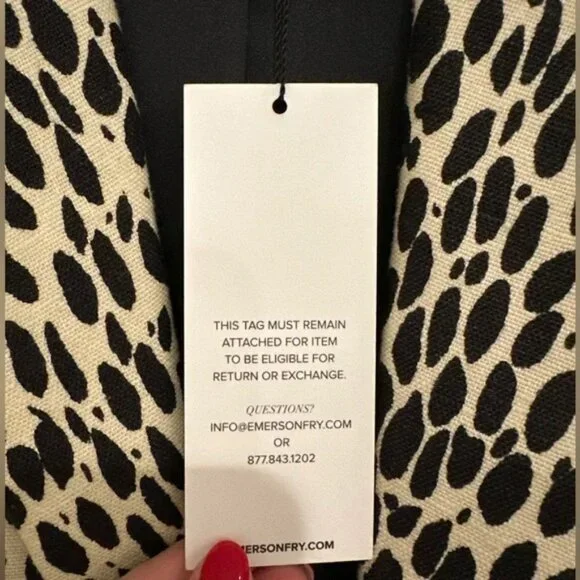 THIS TAG MUST REMAIN
ATTACHED FOR ITEM
TO BE ELIGIBLE FOR
RETURN OR EXCHANGE.
QUESTIONS?
INFO@EMERSONFRY.COM
OR
877.843.1202
EMERSONFRY.COM